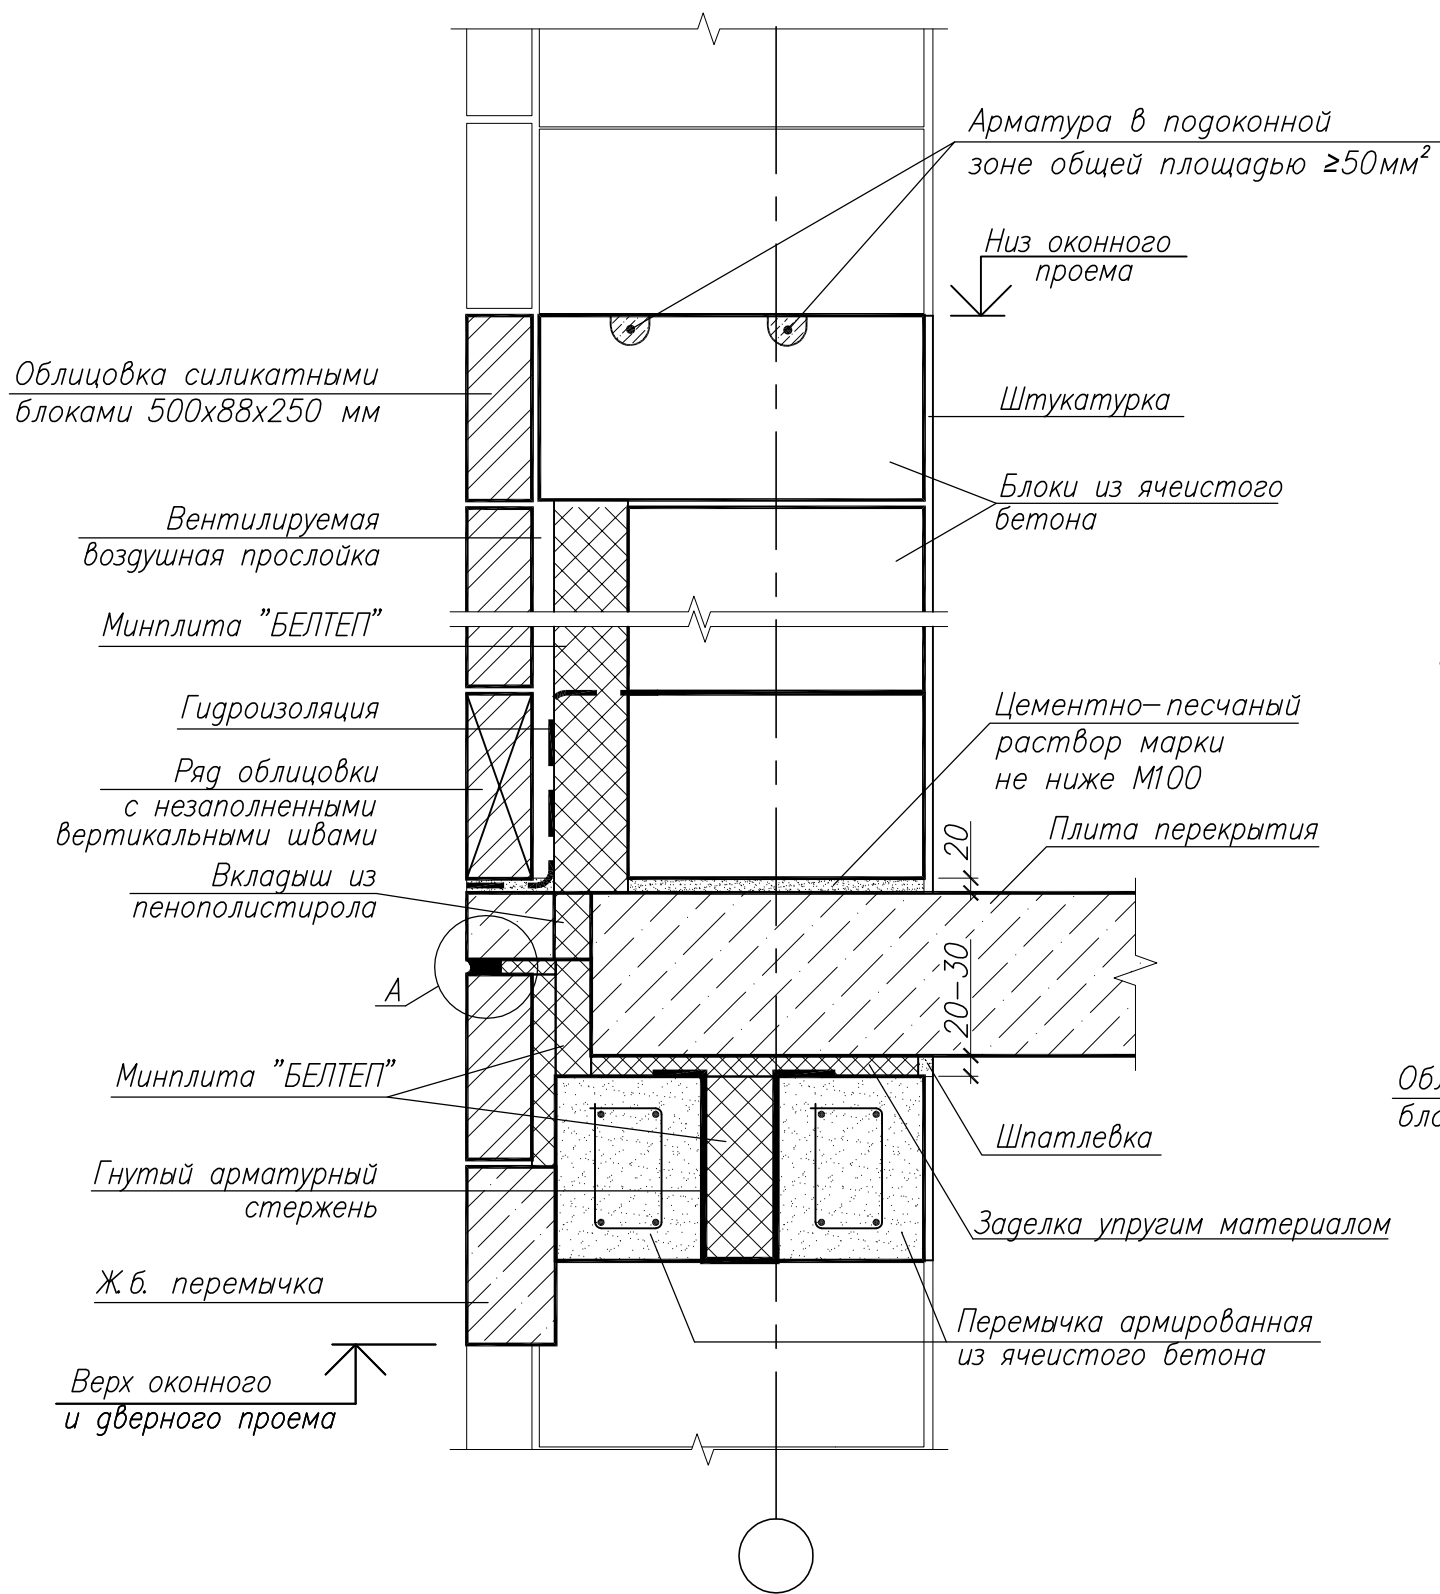 Арматура в подоконной
зоне общей площадью ≥50мм²
Низ оконного
проема
Облицовка силикатными
блоками 500х88х250 мм
Штукатурка
Блоки из ячеистого
бетона
Вентилируемая
воздушная прослойка
Минплита "БЕЛТЕП"
Гидроизоляция
Цементно-песчаный
раствор марки
не ниже М100
Ряд облицовки
с незаполненными
вертикальными швами
20
Плита перекрытия
Вкладыш из
пенополистирола
20-30
А
Минплита "БЕЛТЕП"
Обл
бло
Шпатлевка
Гнутый арматурный
стержень
Заделка упругим материалом
Ж.б. перемычка
Перемычка армированная
из ячеистого бетона
Верх оконного
и дверного проема